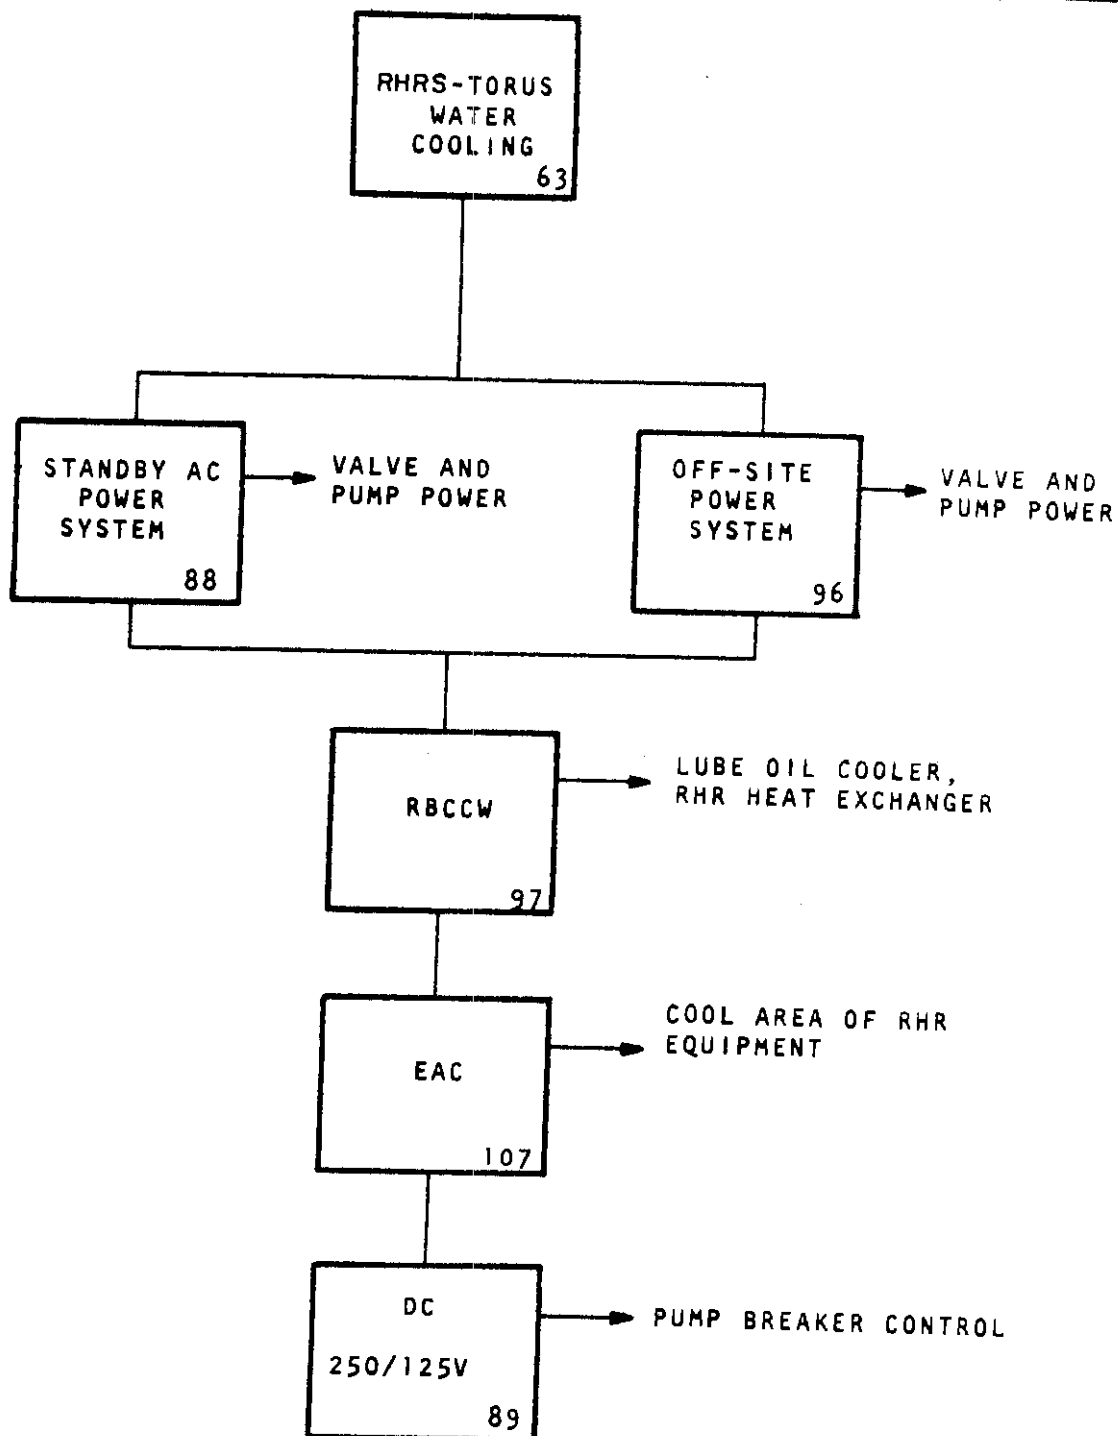 RHRS-TORUS
WATER
COOLING
63
STANDBY AC
POWER
SYSTEM
88
VALVE AND
PUMP POWER
OFF-SITE
POWER
SYSTEM
96
VALVE AND
PUMP POWER
RBCCW
97
LUBE OIL COOLER,
RHR HEAT EXCHANGER
EAC
107
COOL AREA OF RHR
EQUIPMENT
DC
250/125V
89
PUMP BREAKER CONTROL